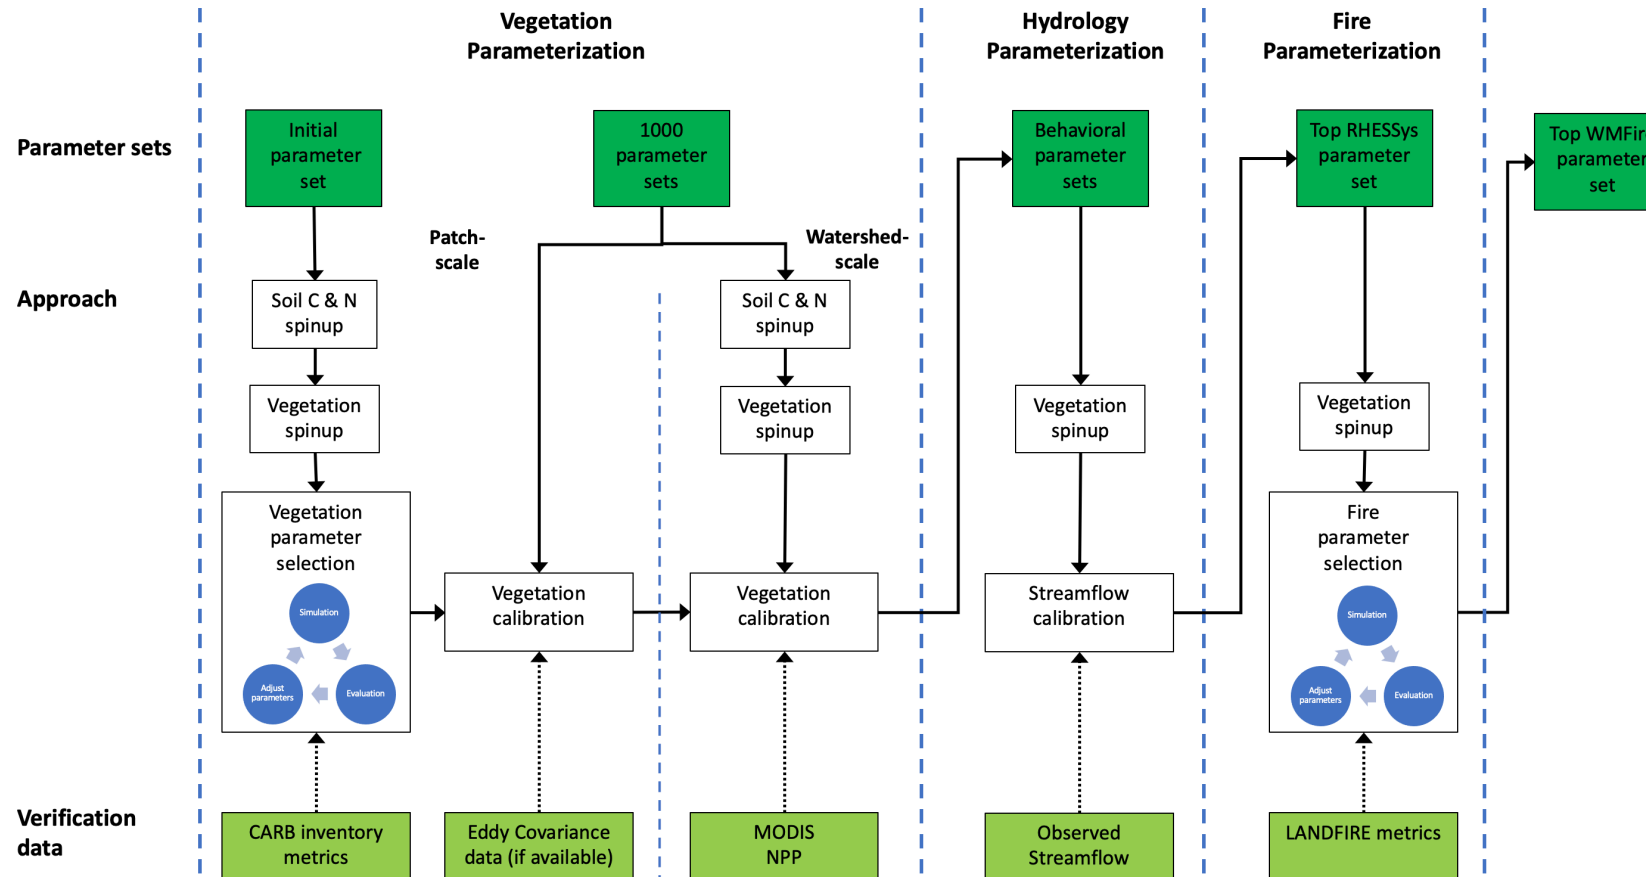 Vegetation
Parameterization
Hydrology
Parameterization
Fire
Parameterization
Parameter sets
Initial
parameter
set
1000
parameter
sets
Behavioral
parameter
sets
Top RHESSys
parameter
set
Top WMFir
parameter
set
Patch-
scale
Watershed-
scale
Approach
Soil C & N
spinup
Soil C & N
spinup
Vegetation
spinup
Vegetation
spinup
Vegetation
spinup
Vegetation
spinup
Vegetation
parameter
selection
Simulation
Adjust
parameters
Evaluation
Vegetation
calibration
Vegetation
calibration
Streamflow
calibration
Fire
parameter
selection
Simulation
Adjust
parameters
Evaluation
Verification
data
CARB inventory
metrics
Eddy Covariance
data (if available)
MODIS
NPP
Observed
Streamflow
LANDFIRE metrics